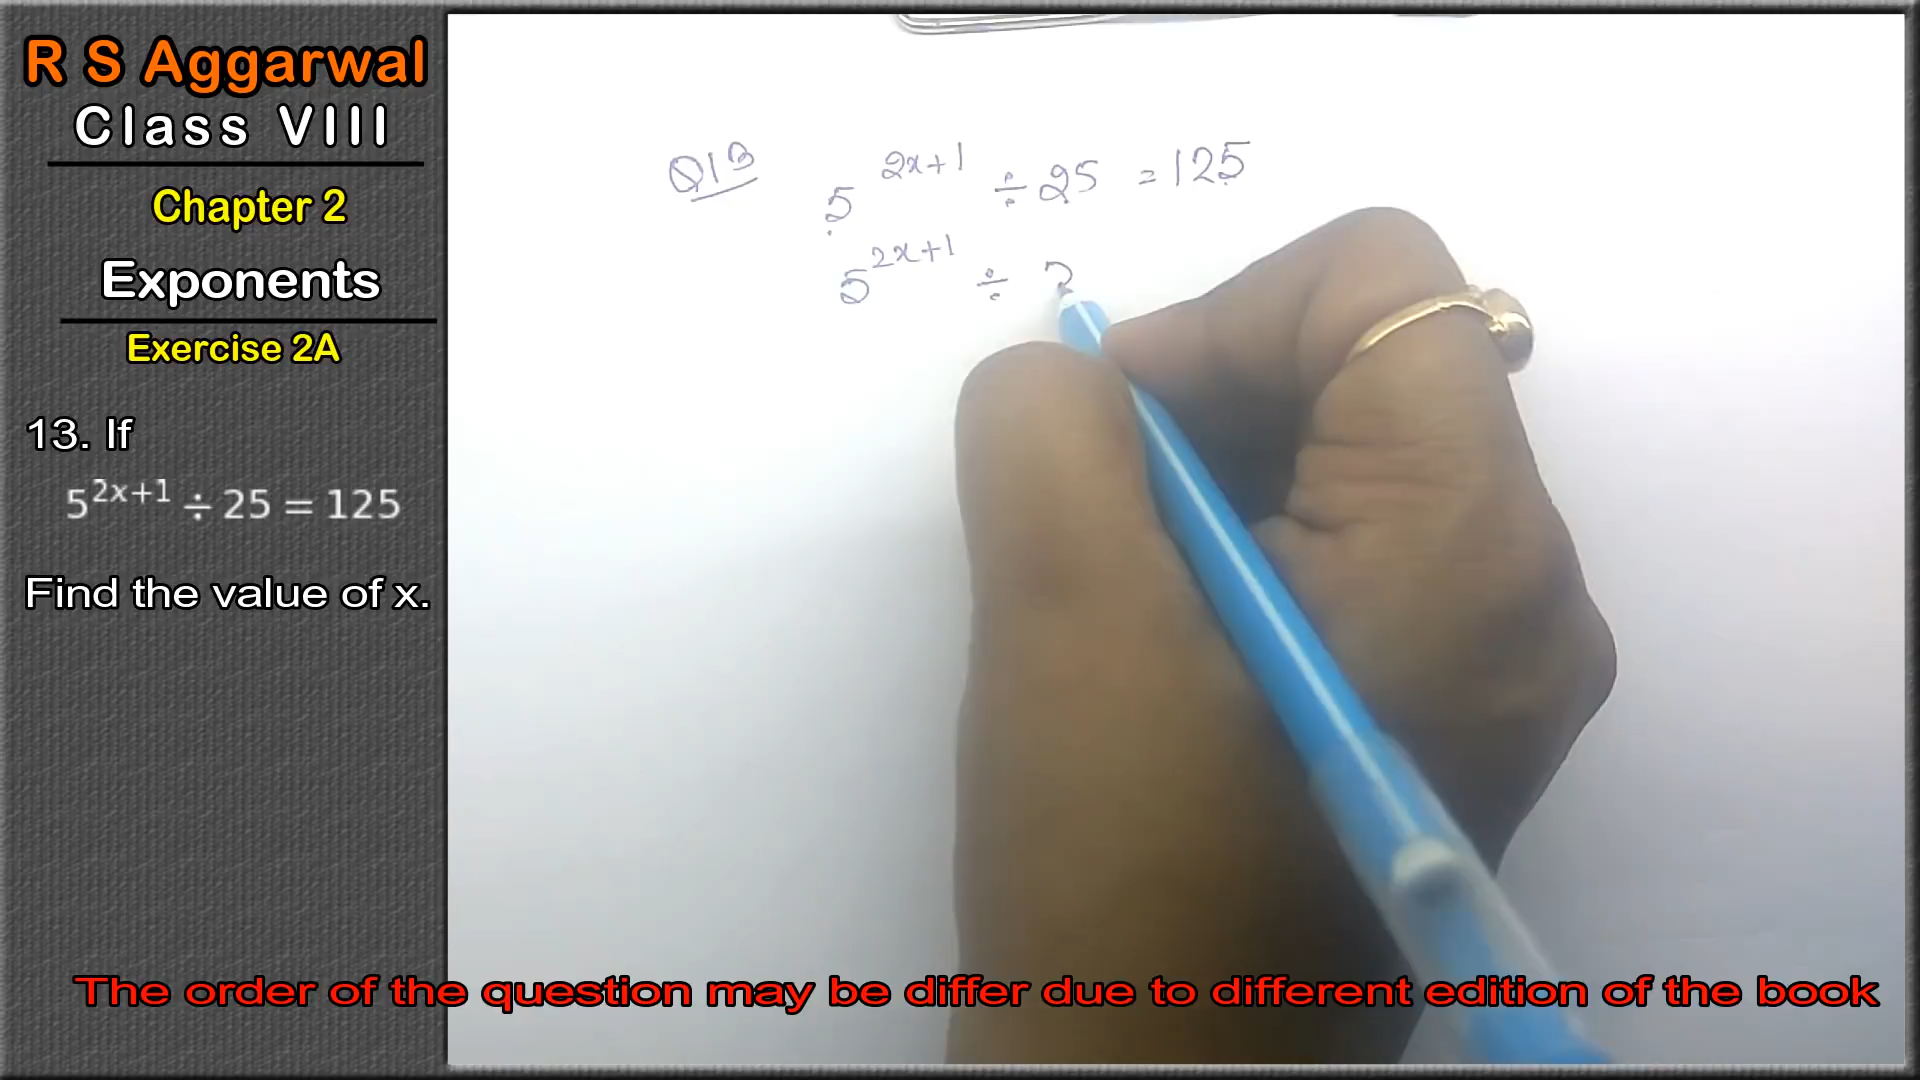 R S Aggarwal
Class VIII
Chapter 2
Exponents
Exercise 2A
13. If
5^{2x+1} ÷ 25 = 125
Find the value of x.
Q13 5^{2x+1} ÷ 25 = 125
5^{2x+1} ÷ 2
The order of the question may be differ due to different edition of the book